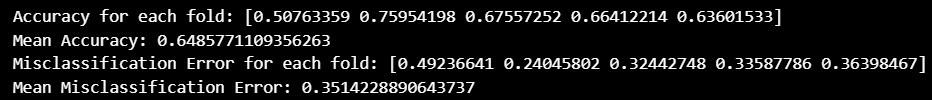 Accuracy for each fold: [0.50763359 0.75954198 0.67557252 0.66412214 0.63601533]
Mean Accuracy: 0.6485771109356263
Misclassification Error for each fold: [0.49236641 0.24045802 0.32442748 0.33587786 0.36398467]
Mean Misclassification Error: 0.3514228890643737